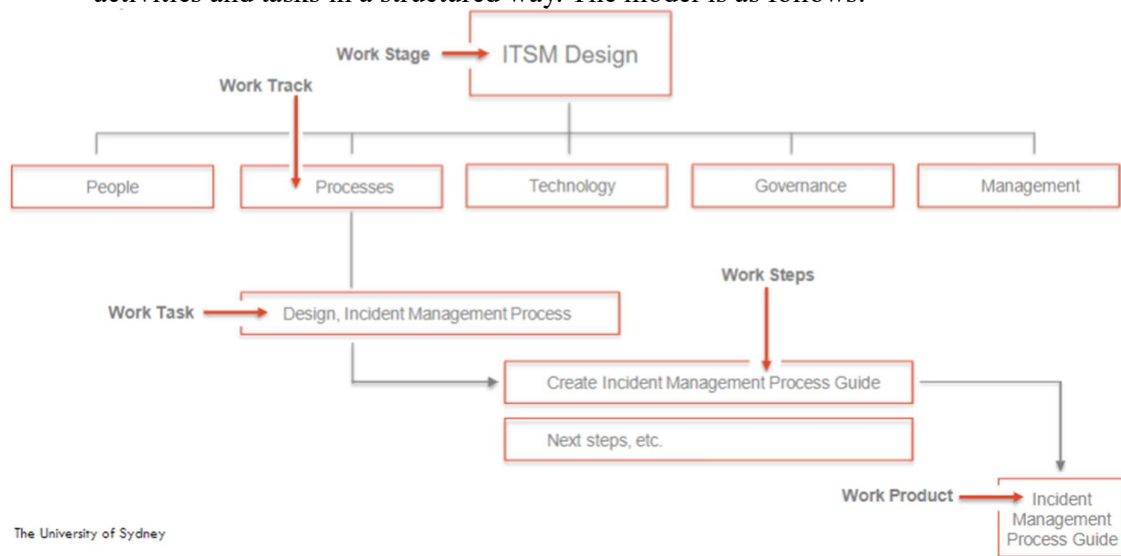 activities and tasks in a structured way. The model is as follows:
Work Stage
ITSM Design
Work Track
People
Processes
Technology
Governance
Management
Work Steps
Work Task
Design, Incident Management Process
Create Incident Management Process Guide
Next steps, etc.
Work Product
Incident
Management
Process Guide
The University of Sydney